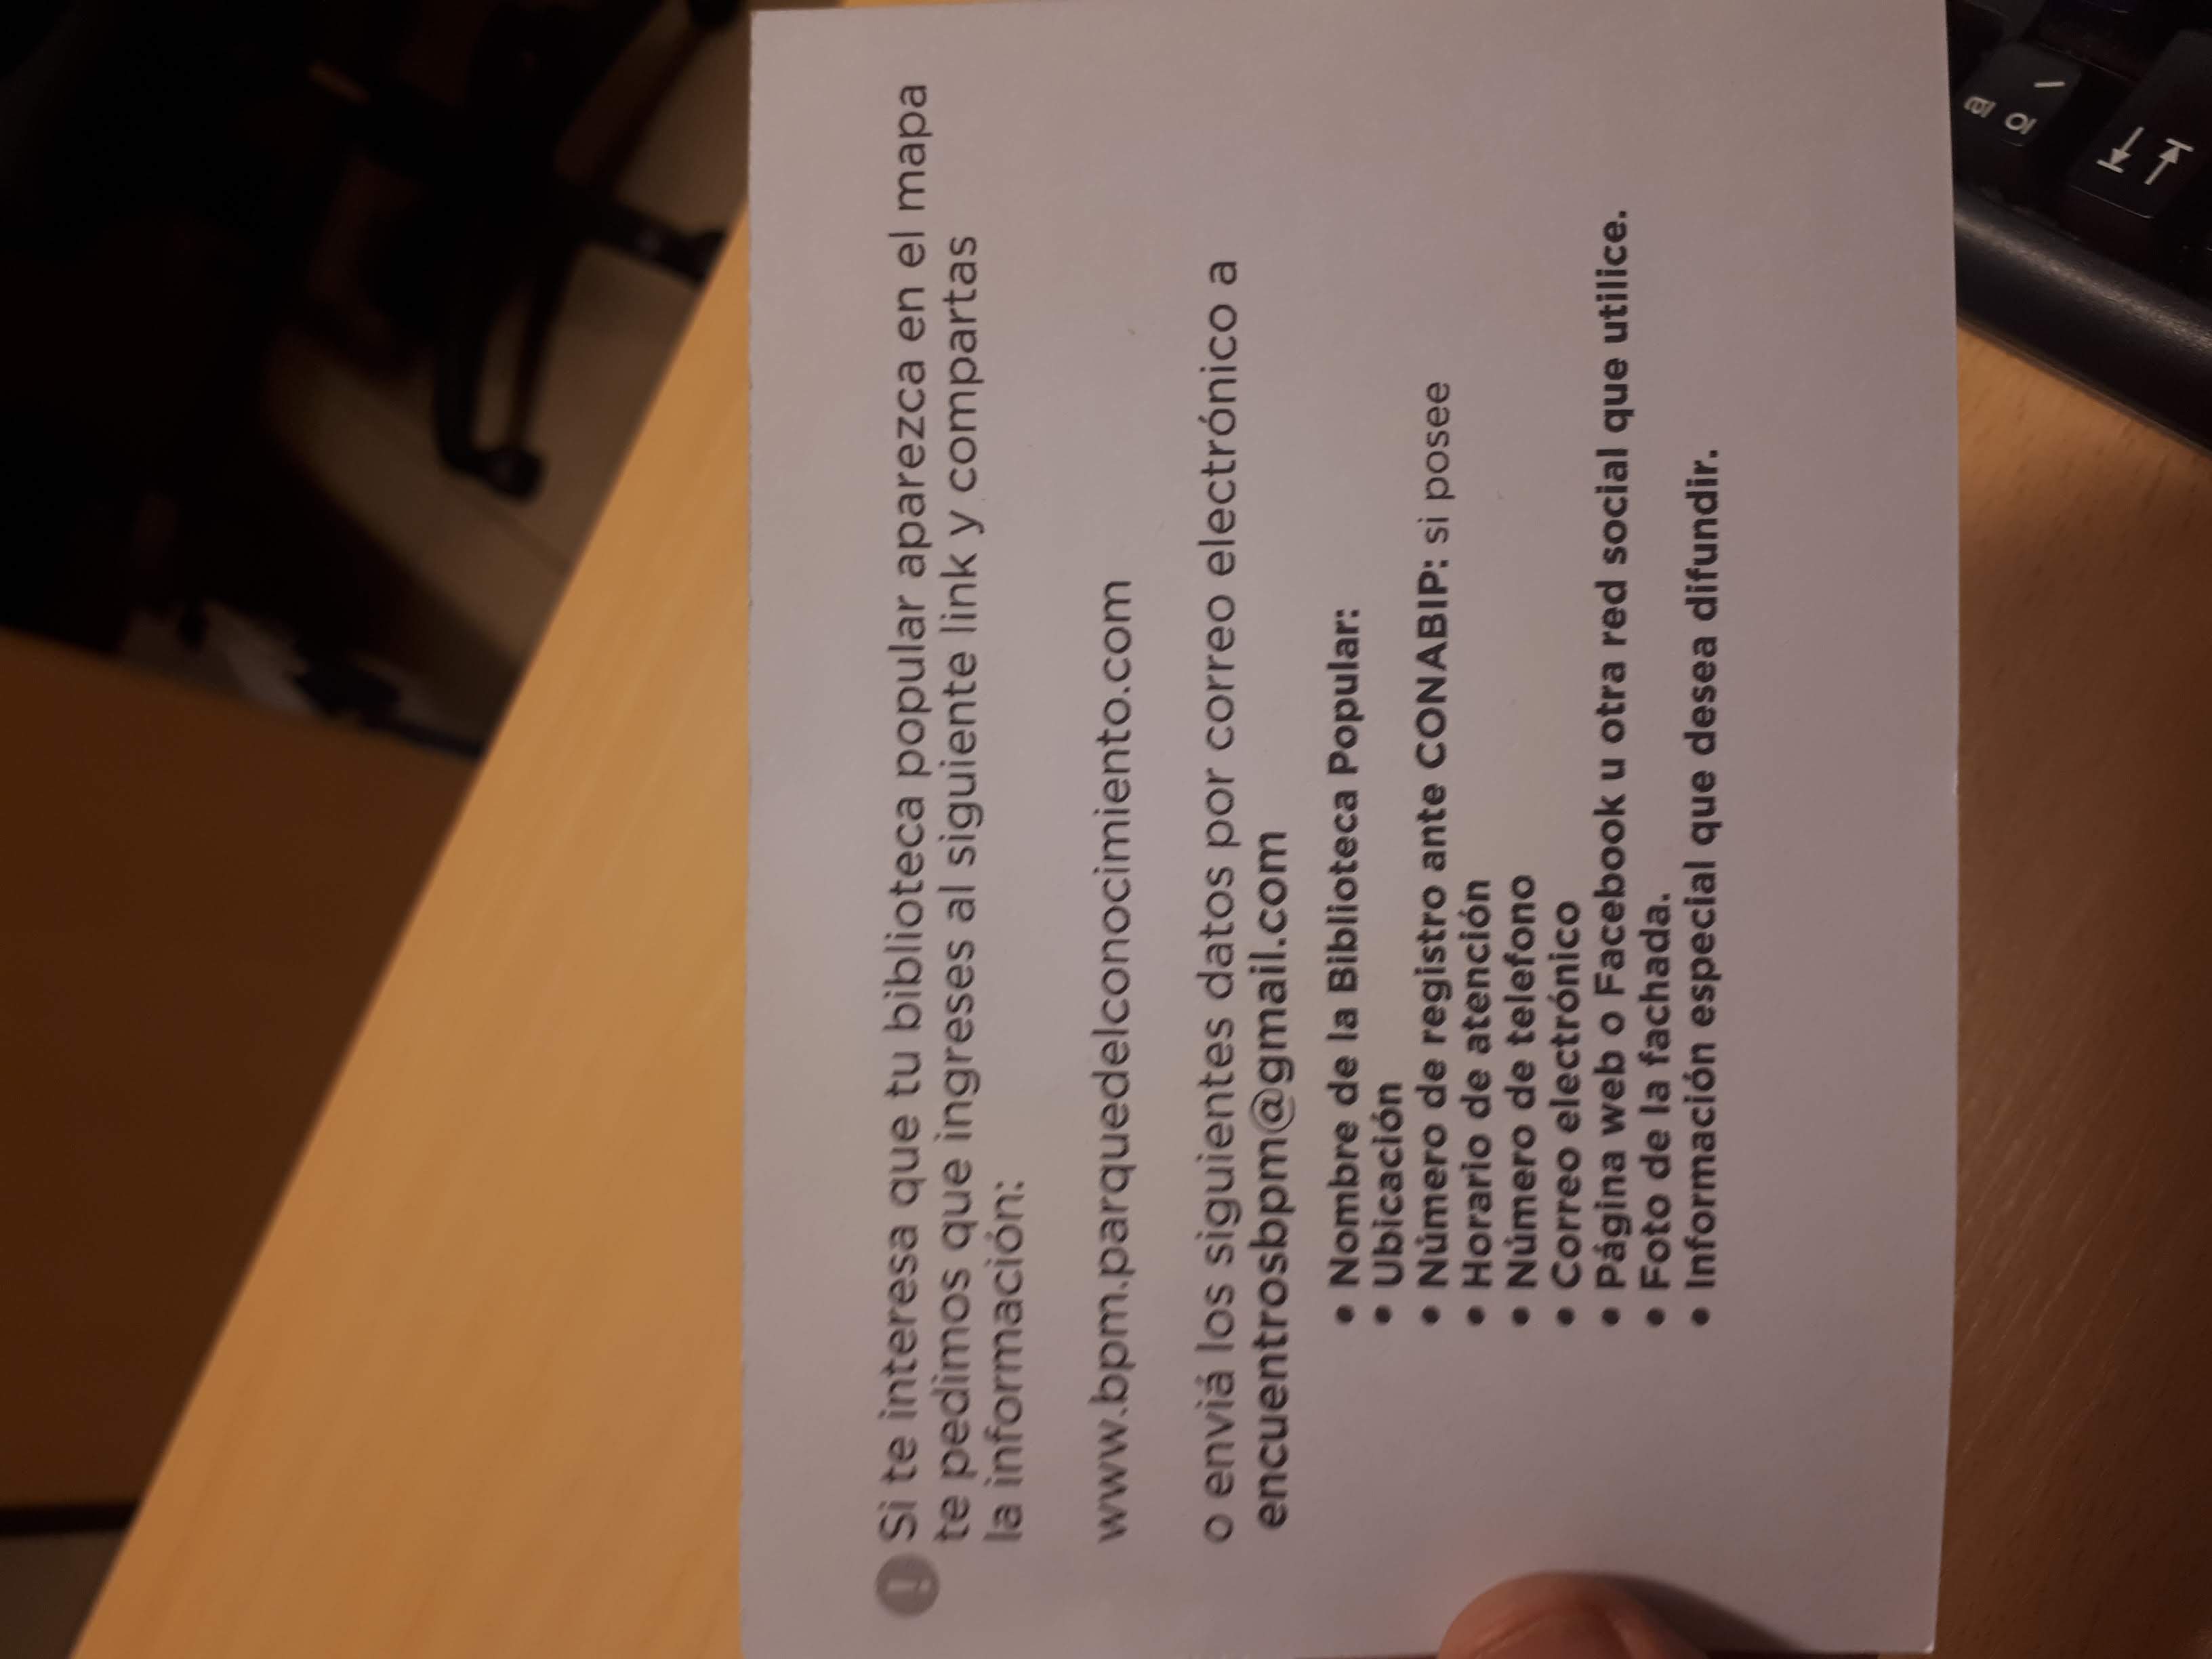 ! Si te interesa que tu biblioteca popular aparezca en el mapa
te pedimos que ingreses al siguiente link y compartas
la información:
www.bpm.parquedelconocimiento.com
o enviá los siguientes datos por correo electrónico a
encuentrosbpm@gmail.com
• Nombre de la Biblioteca Popular:
• Ubicación
• Número de registro ante CONABIP: si posee
• Horario de atención
• Número de telefono
• Correo electrónico
• Página web o Facebook u otra red social que utilice.
• Foto de la fachada.
• Información especial que desea difundir.